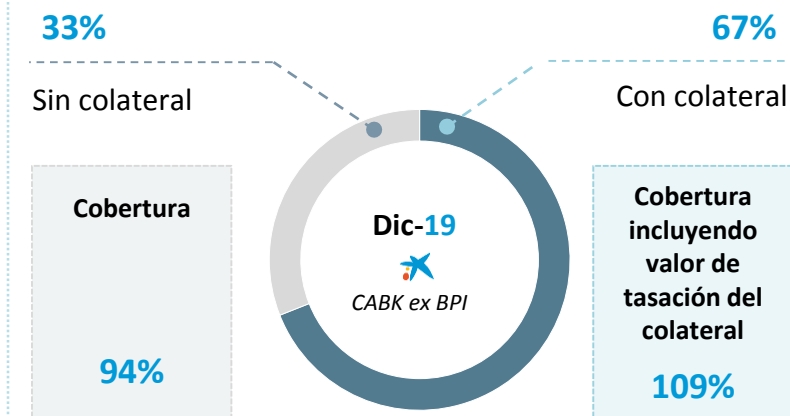 33%
67%
Sin colateral
Con colateral
Cobertura
94%
Dic-19
CABK ex BPI
Cobertura
incluyendo
valor de
tasación del
colateral
109%